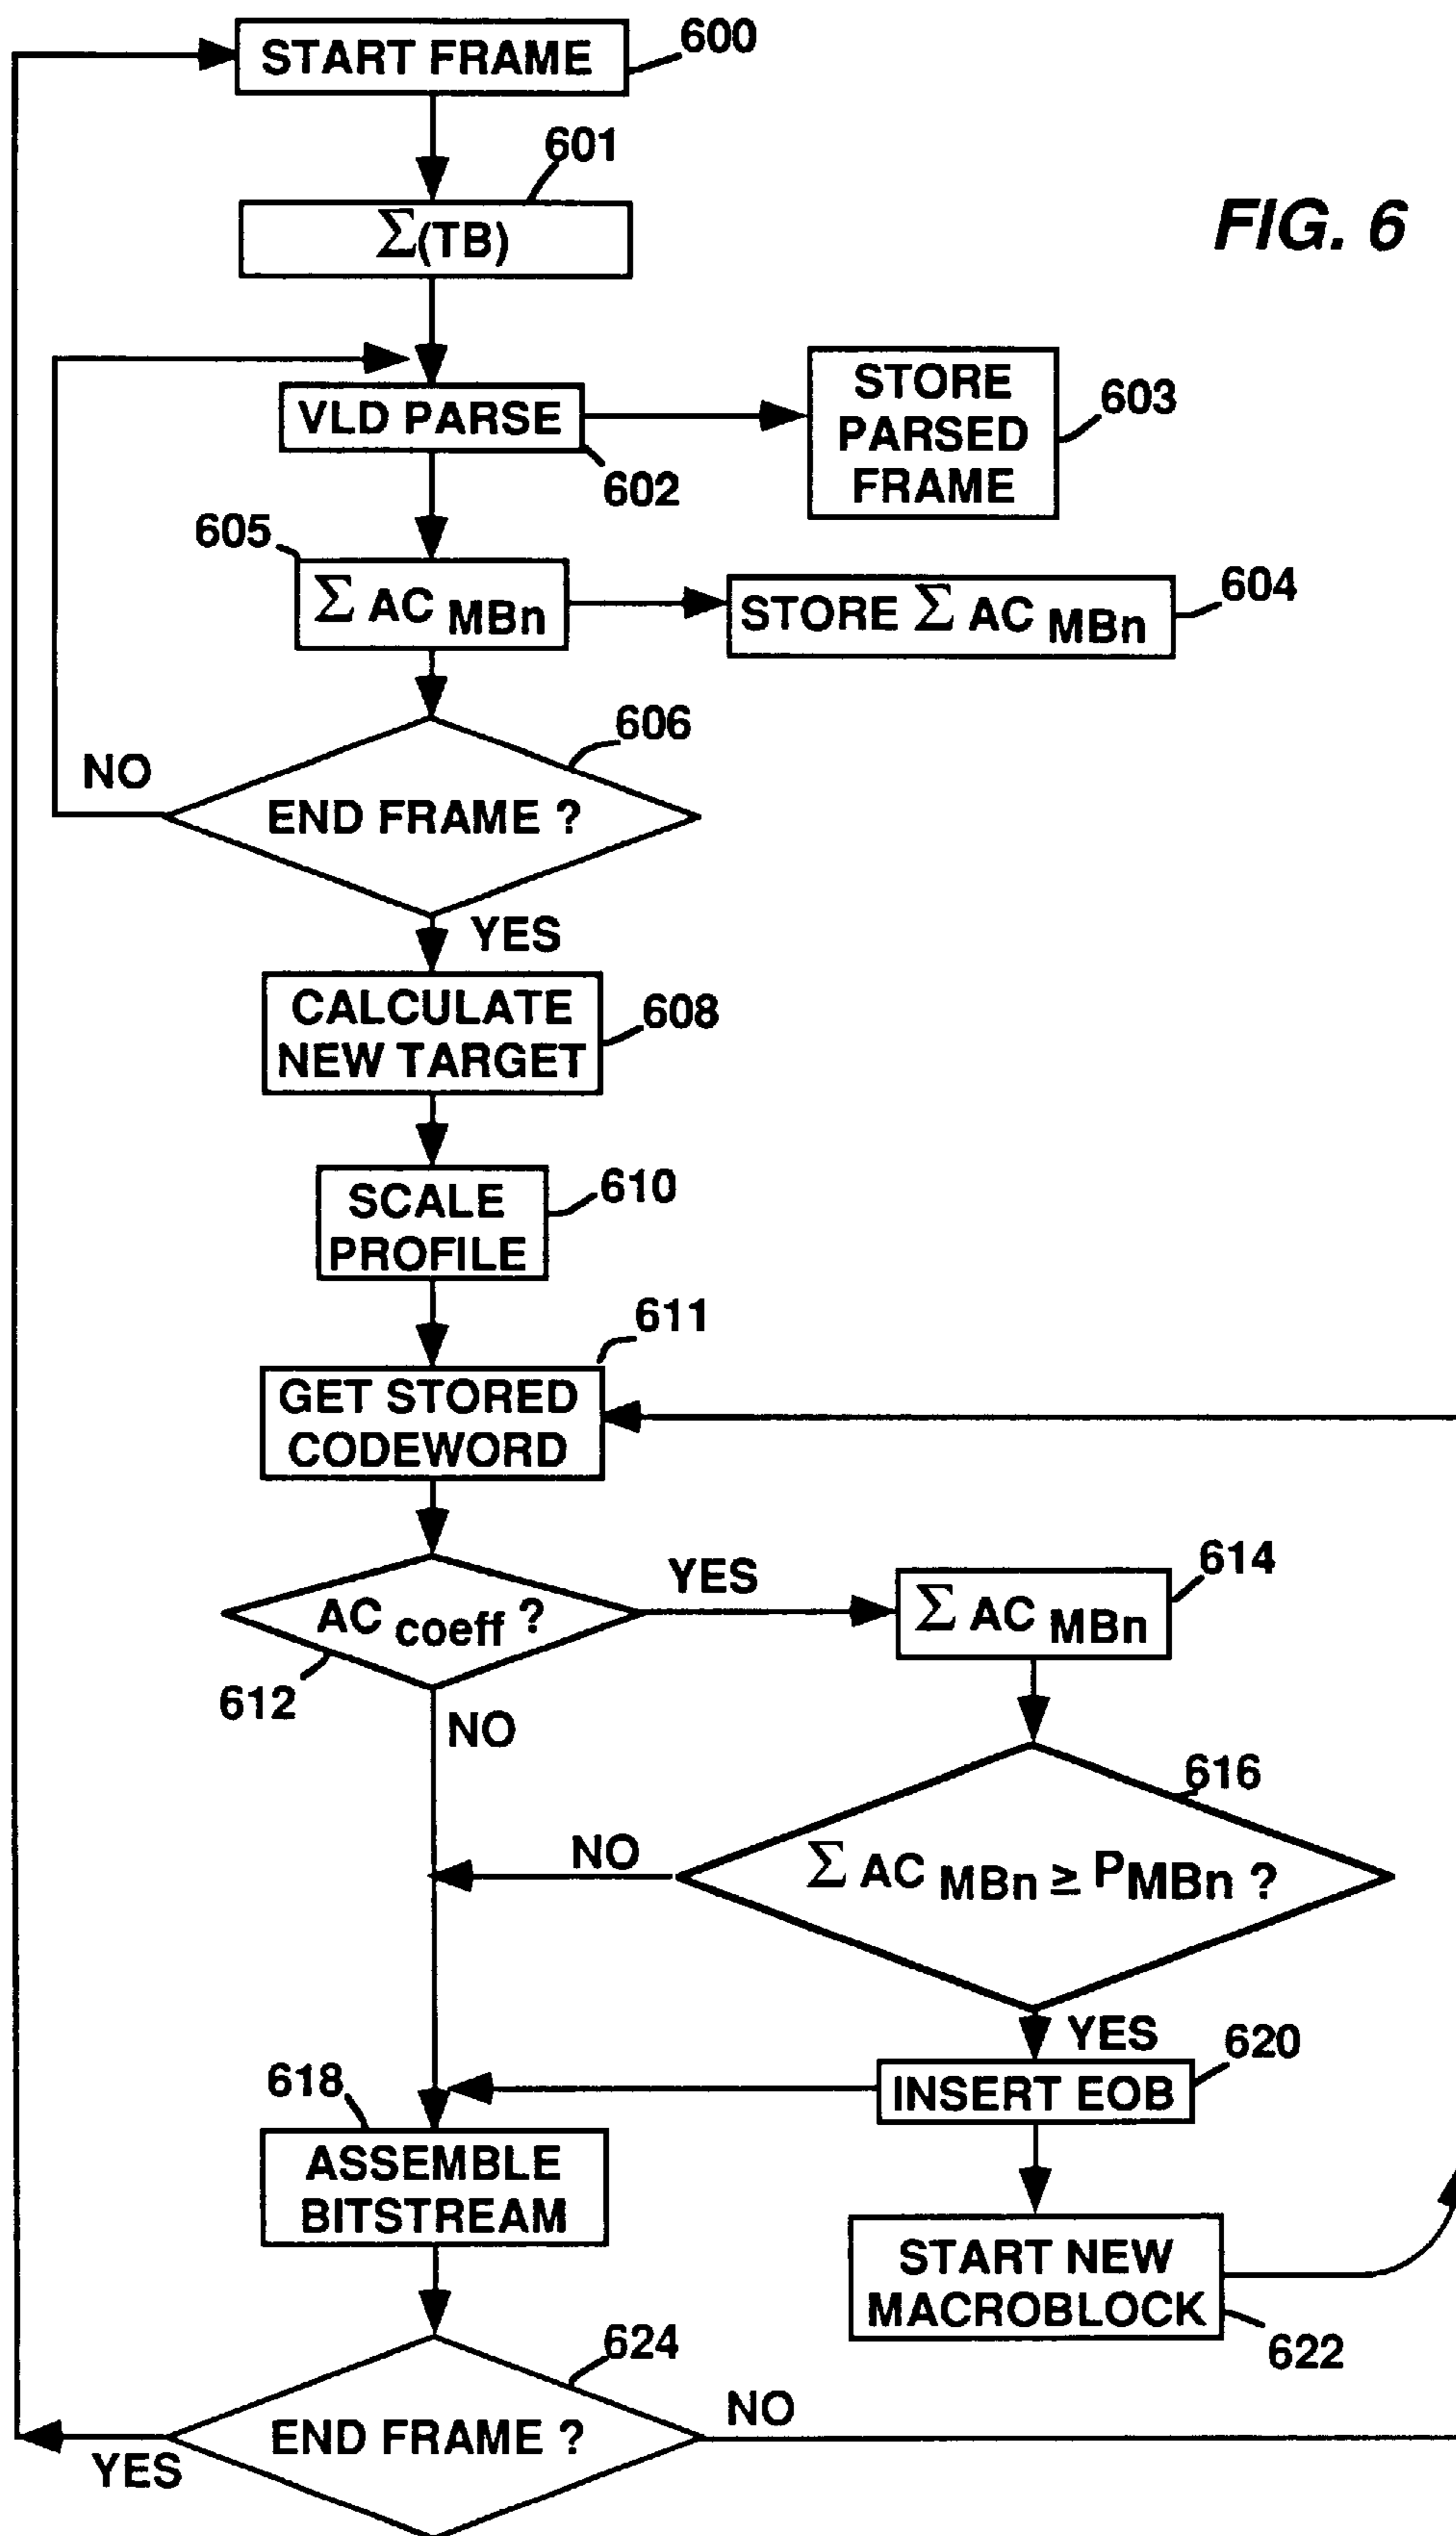 START FRAME
600
601
Σ(TB)
FIG. 6
VLD PARSE
602
STORE
PARSED
FRAME
603
605
Σ AC MBn
STORE Σ AC MBn
604
606
NO
END FRAME ?
YES
CALCULATE
NEW TARGET
608
SCALE
PROFILE
610
611
GET STORED
CODEWORD
AC coeff ?
612
YES
NO
Σ AC MBn
614
616
Σ AC MBn ≥ PMBn ?
NO
YES
620
INSERT EOB
618
ASSEMBLE
BITSTREAM
START NEW
MACROBLOCK
622
624
END FRAME ?
NO
YES